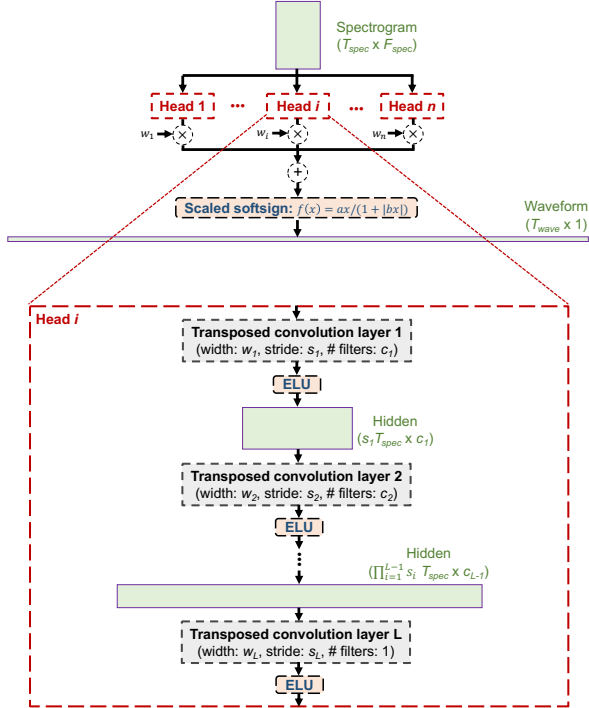 Spectrogram
(T_spec x F_spec)
Head 1 ••• Head i ••• Head n
w_1 × w_i × w_n ×
+
Scaled softsign: f(x) = ax/(1 + |bx|)
Waveform
(T_wave x 1)
Head i
Transposed convolution layer 1
(width: w_1, stride: s_1, # filters: c_1)
ELU
Hidden
(s_1T_spec x c_1)
Transposed convolution layer 2
(width: w_2, stride: s_2, # filters: c_2)
ELU
Hidden
(∏_{i=1}^{L-1} s_i T_spec x c_{L-1})
Transposed convolution layer L
(width: w_L, stride: s_L, # filters: 1)
ELU